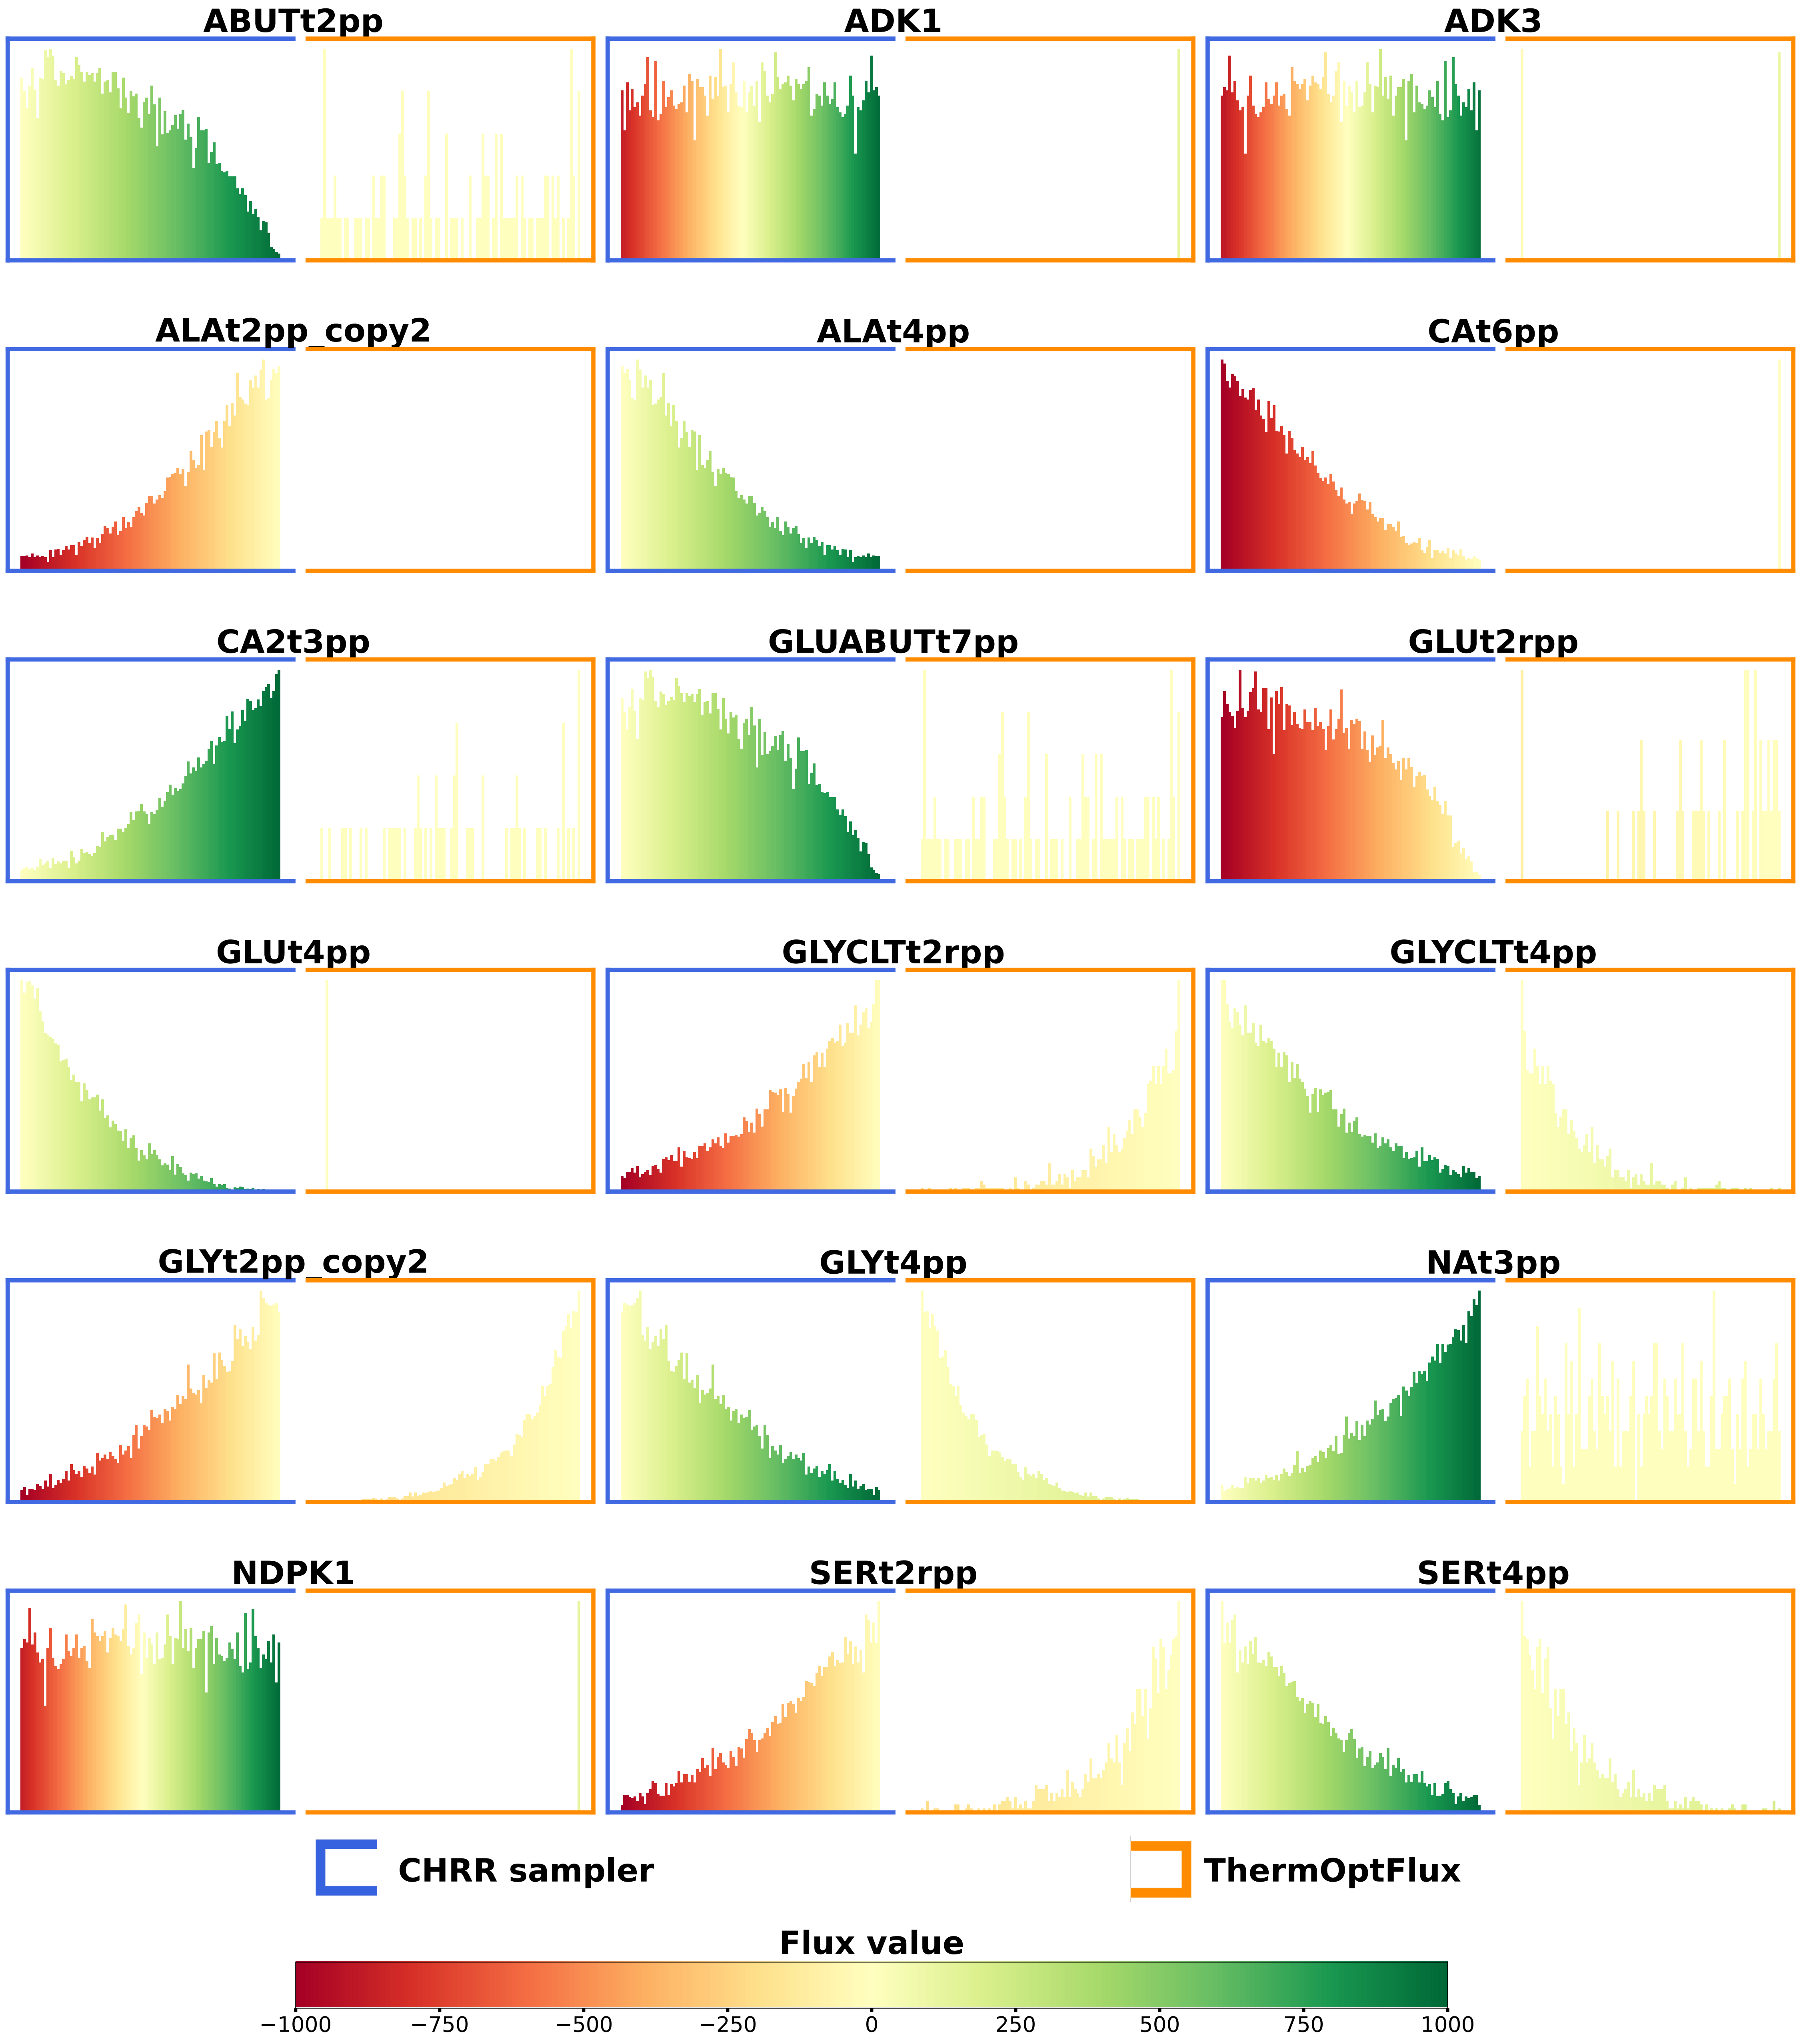 ABUTt2pp
ADK1
ADK3
ALAt2pp_copy2
ALAt4pp
CAt6pp
CA2t3pp
GLUABUTt7pp
GLUt2rpp
GLUt4pp
GLYCLTt2rpp
GLYCLTt4pp
GLYt2pp_copy2
GLYt4pp
NAt3pp
NDPK1
SERt2rpp
SERt4pp
CHRR sampler
ThermOptFlux
Flux value
−1000 −750 −500 −250 0 250 500 750 1000